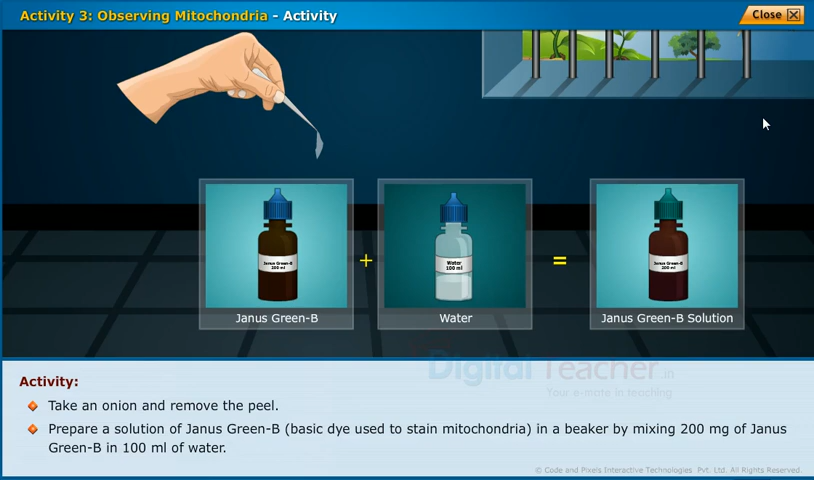 Activity 3: Observing Mitochondria - Activity
Close
Janus Green-B
100 ml
Water
100 ml
Janus Green-B
200 ml
+
=
Janus Green-B
Water
Janus Green-B Solution
Digital Teacher.in
Your e-mate in teaching
Activity:
Take an onion and remove the peel.
Prepare a solution of Janus Green-B (basic dye used to stain mitochondria) in a beaker by mixing 200 mg of Janus
Green-B in 100 ml of water.
© Code and Pixels Interactive Technologies Pvt. Ltd. All Rights Reserved.